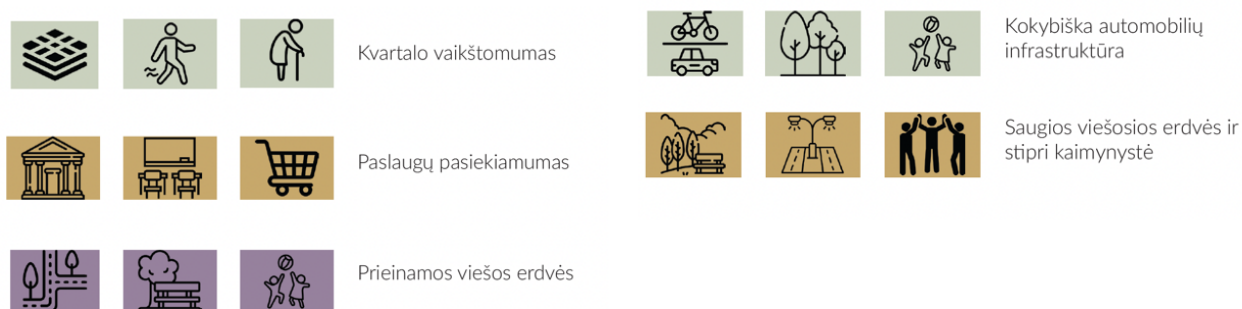 Kvartalo vaikštomumas
Paslaugų pasiekiamumas
Prieinamos viešos erdvės
Kokybiška automobilių
infrastruktūra
Saugios viešosios erdvės ir
stipri kaimynystė